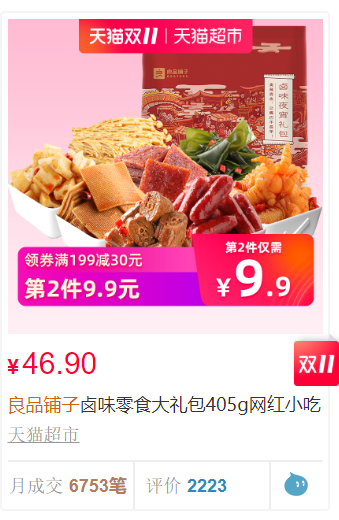 天猫双11 天猫超市
良品铺子
卤味夜宵礼包
领券满199减30元
第2件9.9元
第2件仅需
¥9.9
¥46.90
双11
良品铺子卤味零食大礼包405g网红小吃
天猫超市
月成交 6753笔
评价 2223